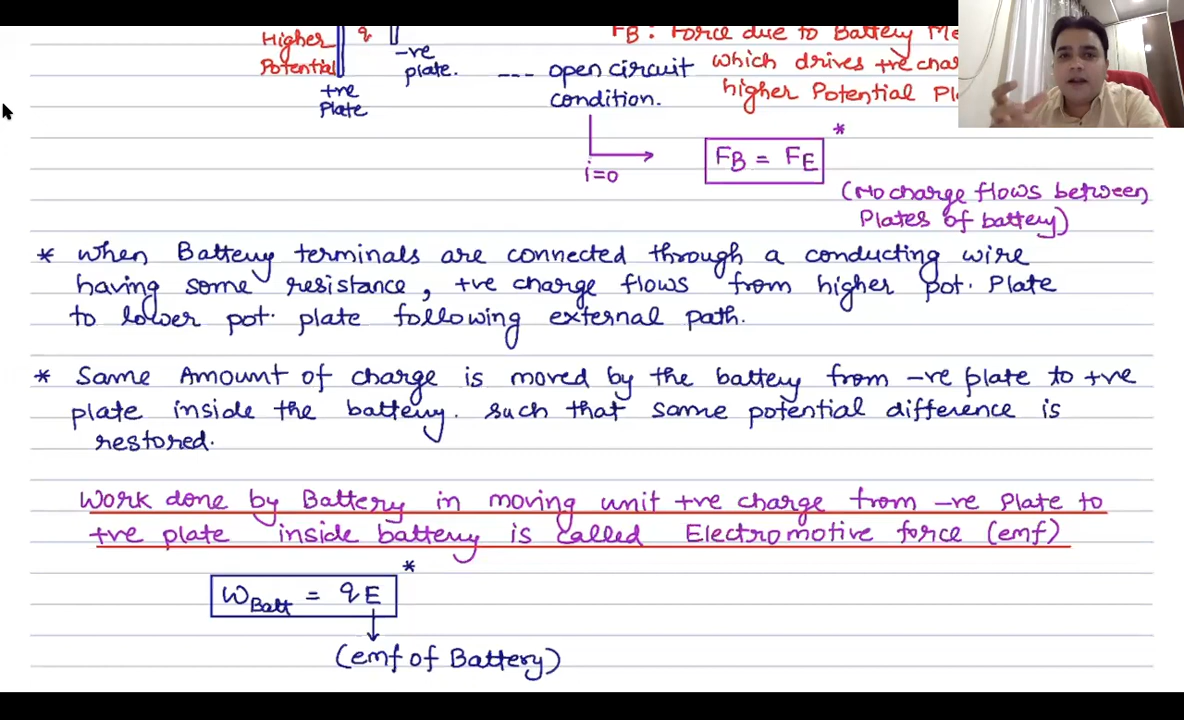 Higher
Potential
q
-ve
plate.
+ve
Plate
--- open circuit
condition.
i=0
FB : Force due to Battery
which drives +ve
higher Potential
FB = FE *
(No charge flows between
Plates of battery)
* when Battery terminals are connected through a conducting wire
having some resistance, +ve charge flows from higher pot. Plate
to lower pot. plate following external path.
* Same Amount of charge is moved by the battery from -ve plate to +ve
plate inside the battery. such that same potential difference is
restored.
Work done by Battery in moving unit +ve charge from -ve Plate to
+ve plate inside battery is called Electromotive force (emf)
WBatt = qE *
(emf of Battery)